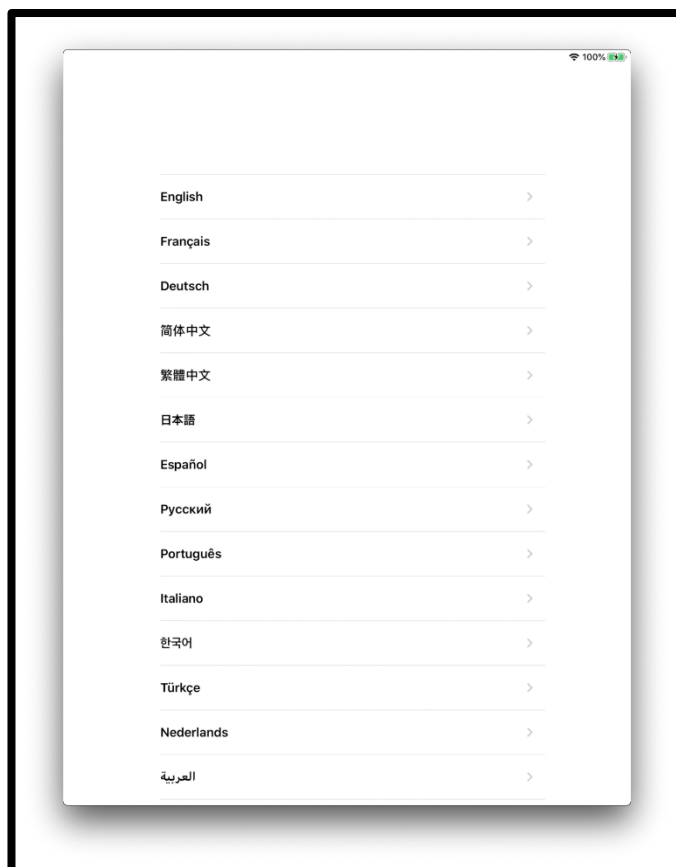 100%
English
Français
Deutsch
简体中文
繁體中文
日本語
Español
Русский
Português
Italiano
한국어
Türkçe
Nederlands
العربية